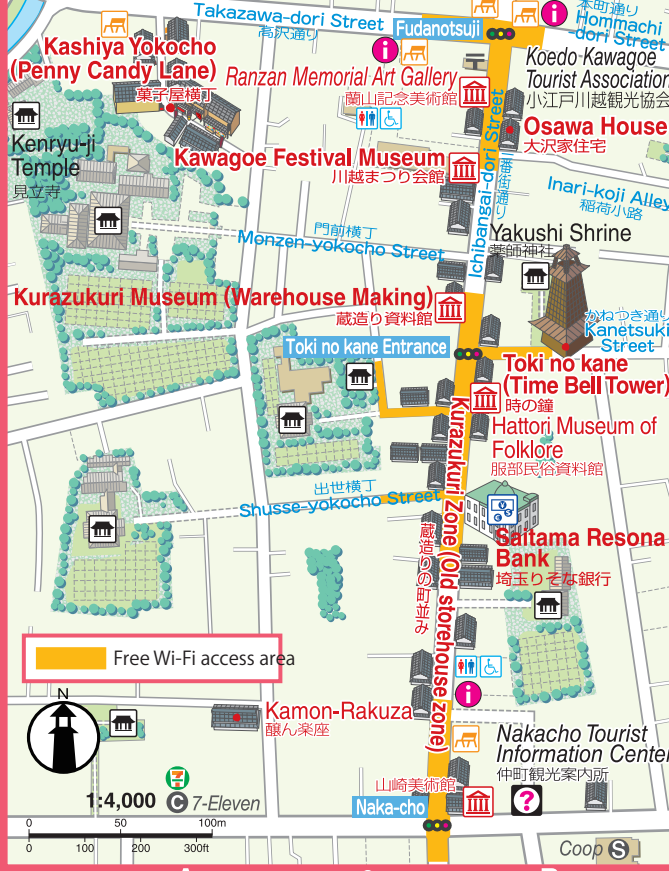 Takazawa-dori Street
高沢通り
Fudanotsuji
本町通り
Hommachi
-dori Street
Kashiya Yokocho
(Penny Candy Lane)
菓子屋横丁
Ranzan Memorial Art Gallery
蘭山記念美術館
Koedo-Kawagoe
Tourist Association
小江戸川越観光協会
Osawa House
大沢家住宅
Kenryu-ji
Temple
見立寺
Kawagoe Festival Museum
川越まつり会館
Ichibangai-dori Street
一番街通り
Inari-koji Alley
稲荷小路
門前横丁
Monzen-yokocho Street
Yakushi Shrine
薬師神社
Kurazukuri Museum (Warehouse Making)
蔵造り資料館
かねつき通り
Kanetsuki
Street
Toki no kane Entrance
Toki no kane
(Time Bell Tower)
時の鐘
Hattori Museum of
Folklore
服部民俗資料館
Kurazukuri Zone (Old storehouse zone)
蔵造りの町並み
出世横丁
Shusse-yokocho Street
Saitama Resona
Bank
埼玉りそな銀行
Free Wi-Fi access area
N
Kamon-Rakuza
醸ん楽座
Nakacho Tourist
Information Center
仲町観光案内所
山崎美術館
Naka-cho
1:4,000
C 7-Eleven
0 50 100m
0 100 200 300ft
Coop S